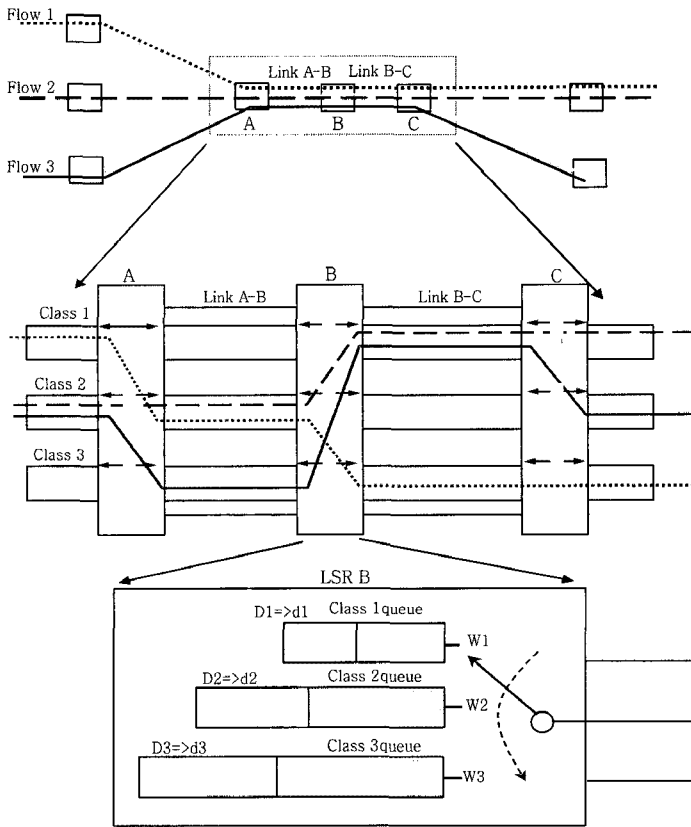 Flow 1
Link A-B Link B-C
Flow 2
A B C
Flow 3
A B C
Class 1 Link A-B Link B-C
Class 2
Class 3
LSR B
D1=>d1 Class 1queue
W1
D2=>d2 Class 2queue
W2
D3=>d3 Class 3queue
W3